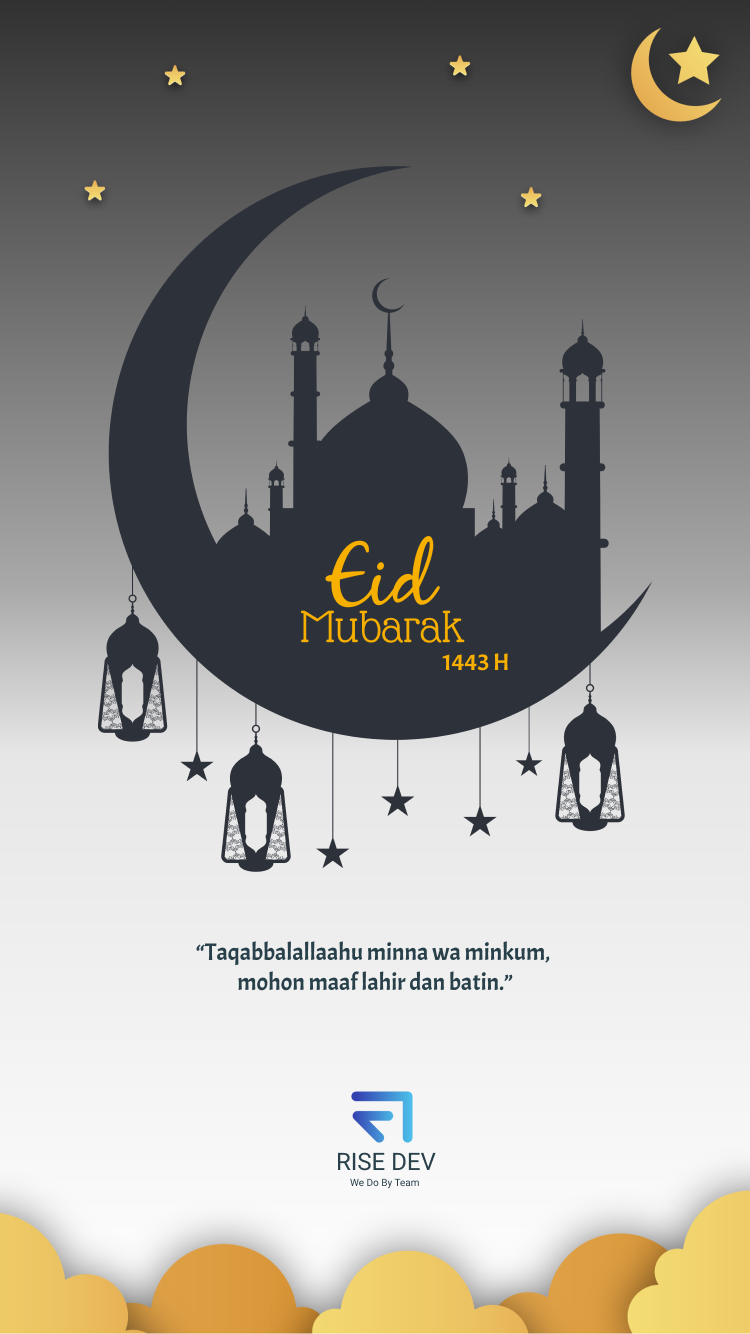 Eid
Mubarak
1443 H
“Taqabbalallaahu minna wa minkum,
mohon maaf lahir dan batin.”
RISE DEV
We Do By Team